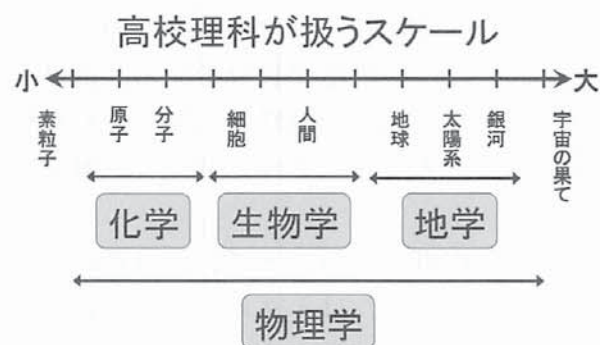 高校理科が扱うスケール
小
大
素粒子
原子
分子
細胞
人間
地球
太陽系
銀河
宇宙の果て
化学
生物学
地学
物理学